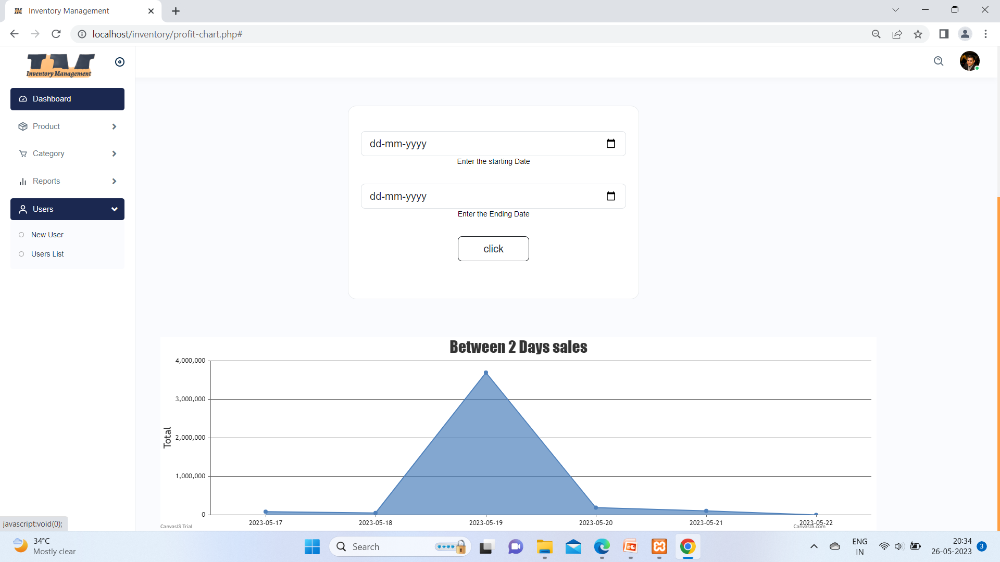 Inventory Management
localhost/inventory/profit-chart.php#
Inventory Management
Dashboard
Product
Category
Reports
Users
New User
Users List
dd-mm-yyyy
Enter the starting Date
dd-mm-yyyy
Enter the Ending Date
click
Between 2 Days sales
Total
4,000,000
3,000,000
2,000,000
1,000,000
0
2023-05-17
2023-05-18
2023-05-19
2023-05-20
2023-05-21
2023-05-22
CanvasJS Trial
CanvasJS.com
javascript:void(0);
34°C
Mostly clear
Search
ENG
IN
20:34
26-05-2023
3